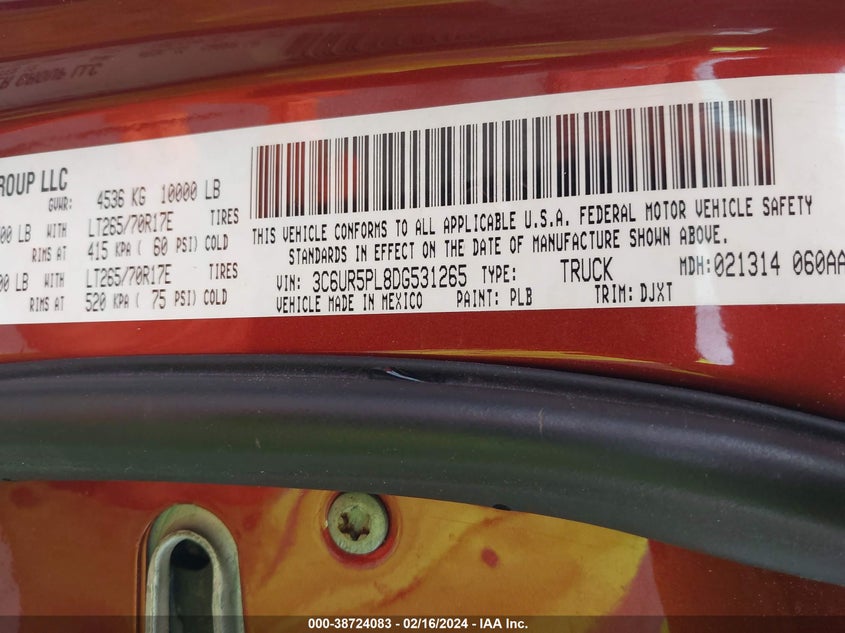 ROUP LLC
GVWR: 4536 KG 10000 LB
00 LB WITH LT265/70R17E TIRES
RIMS AT 415 KPA ( 60 PSI) COLD
00 LB WITH LT265/70R17E TIRES
RIMS AT 520 KPA ( 75 PSI) COLD
THIS VEHICLE CONFORMS TO ALL APPLICABLE U.S.A. FEDERAL MOTOR VEHICLE SAFETY
STANDARDS IN EFFECT ON THE DATE OF MANUFACTURE SHOWN ABOVE.
VIN: 3C6UR5PL8DG531265 TYPE: TRUCK MDH:021314 060AA
VEHICLE MADE IN MEXICO PAINT: PLB TRIM: DJXT
000-38724083 - 02/16/2024 - IAA Inc.